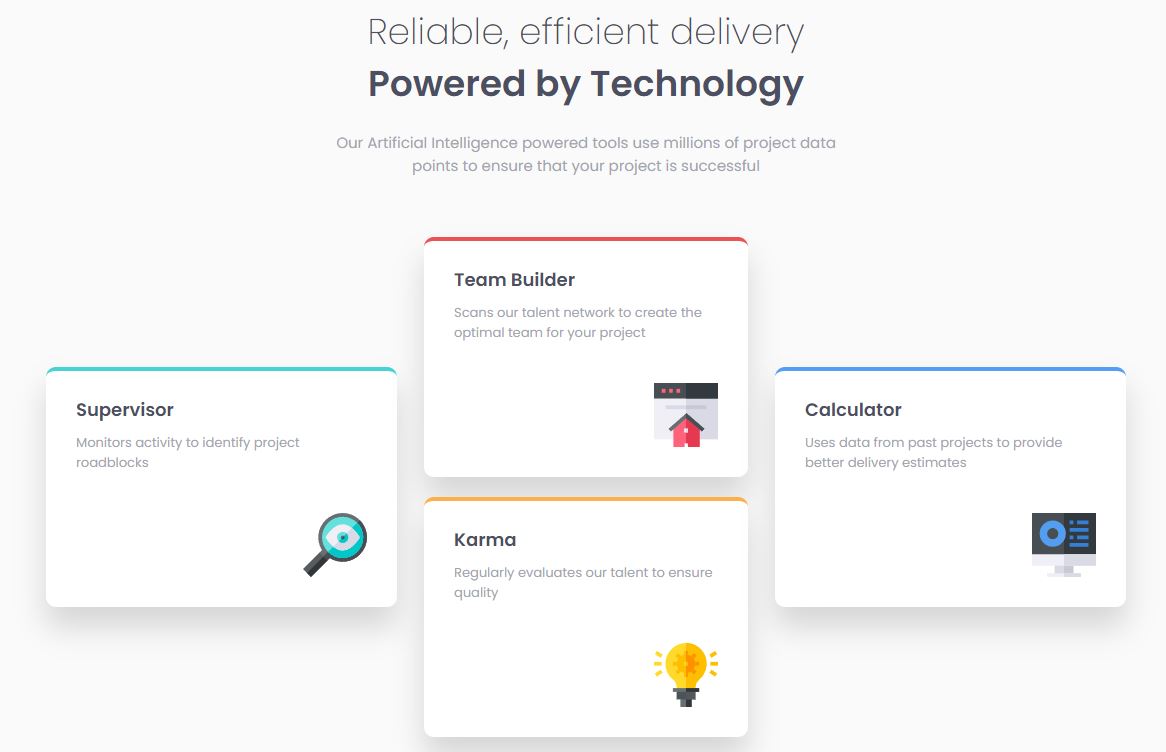 Reliable, efficient delivery
Powered by Technology
Our Artificial Intelligence powered tools use millions of project data
points to ensure that your project is successful
Supervisor
Monitors activity to identify project
roadblocks
Team Builder
Scans our talent network to create the
optimal team for your project
Karma
Regularly evaluates our talent to ensure
quality
Calculator
Uses data from past projects to provide
better delivery estimates